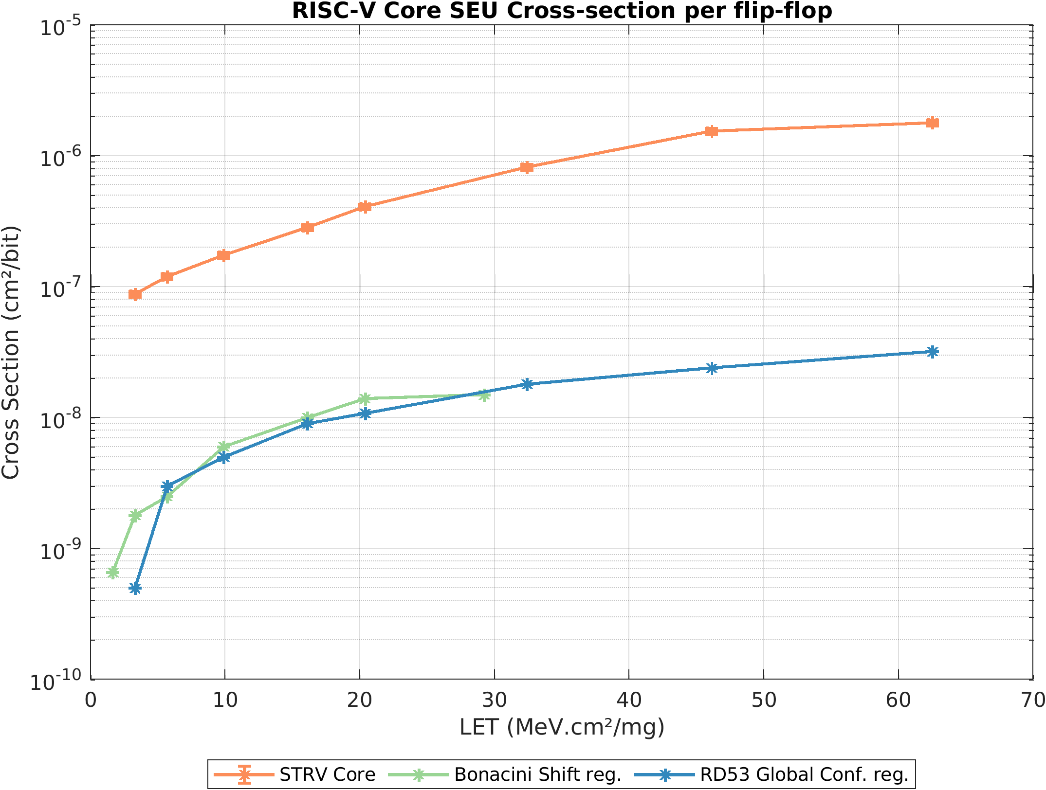 RISC-V Core SEU Cross-section per flip-flop
10-5
10-6
10-7
10-8
10-9
10-10
Cross Section (cm²/bit)
0 10 20 30 40 50 60 70
LET (MeV.cm²/mg)
STRV Core Bonacini Shift reg. RD53 Global Conf. reg.